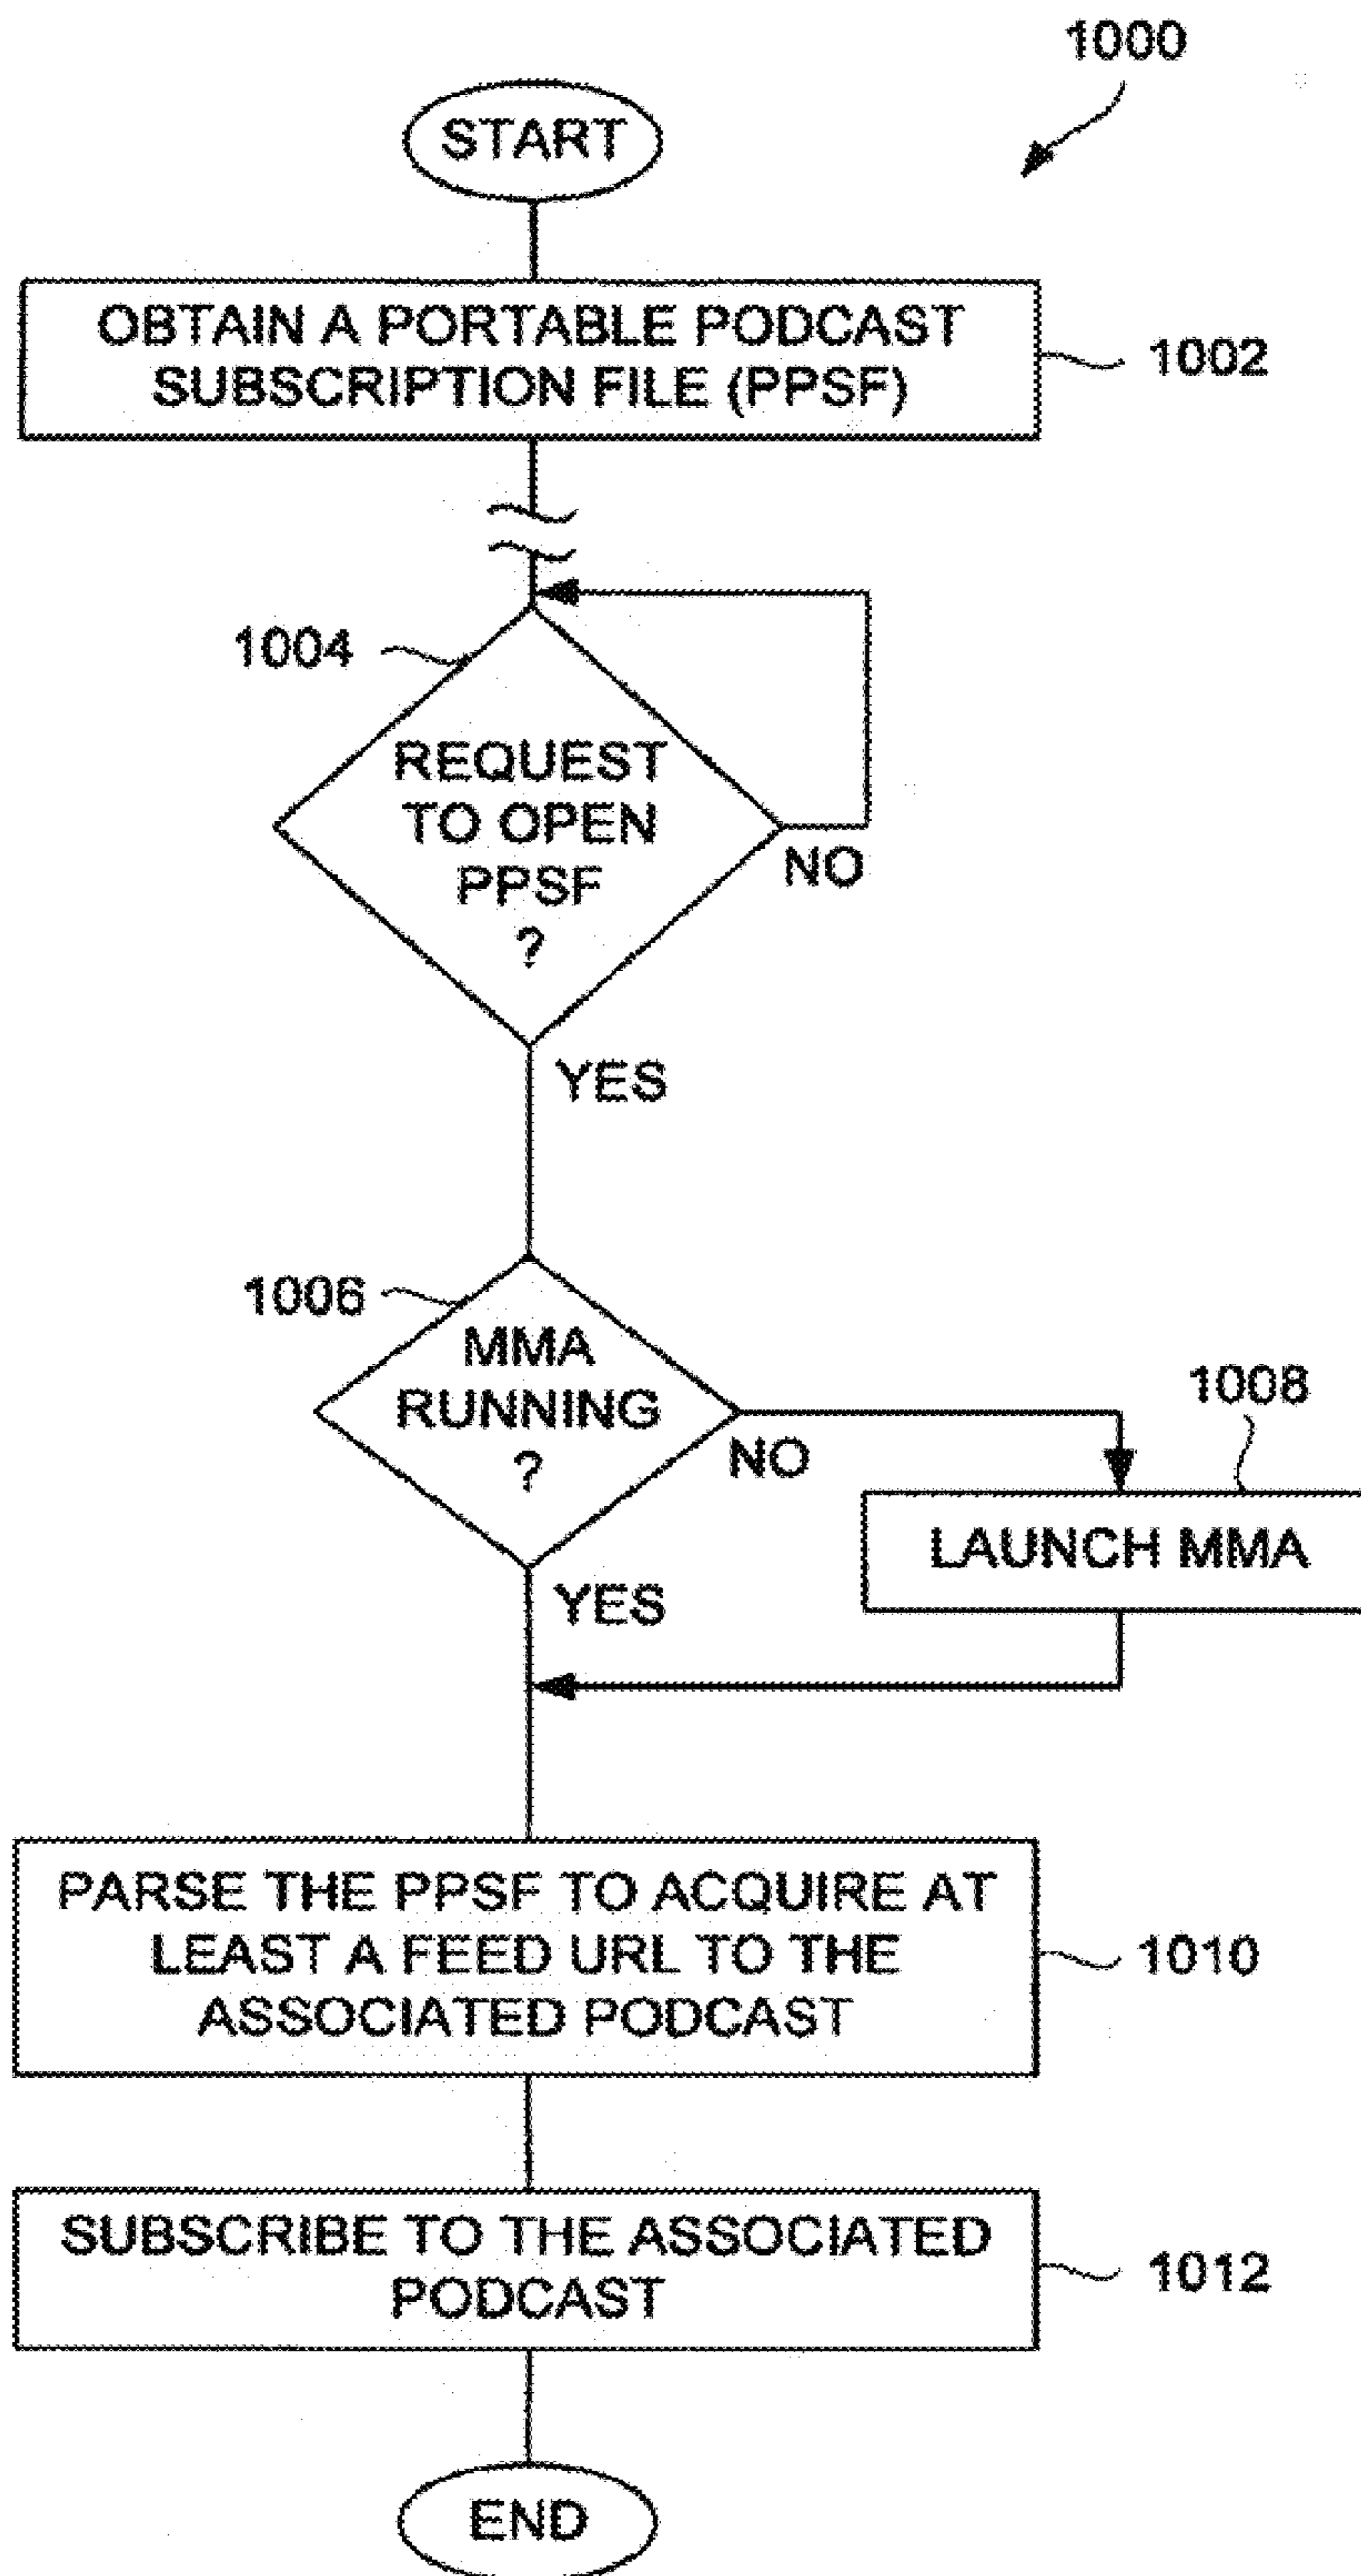 1000
START
OBTAIN A PORTABLE PODCAST
SUBSCRIPTION FILE (PPSF)
1002
1004
REQUEST
TO OPEN
PPSF
?
NO
YES
1006
MMA
RUNNING
?
NO
1008
LAUNCH MMA
YES
PARSE THE PPSF TO ACQUIRE AT
LEAST A FEED URL TO THE
ASSOCIATED PODCAST
1010
SUBSCRIBE TO THE ASSOCIATED
PODCAST
1012
END